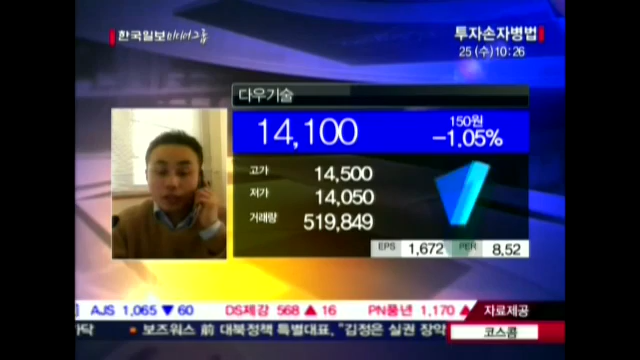 한국일보 미디어그룹
투자손자병법
25 (수) 10:26
다우기술
14,100
150원
-1.05%
고가 14,500
저가 14,050
거래량 519,849
EPS 1,672 PER 8.52
AJS 1,065 ▼ 60 DS제강 568 ▲ 16 PN풍년 1,170 ▲
자료제공
닥 ■ 보즈워스 前 대북정책 특별대표, "김정은 실권 장악
코스콤